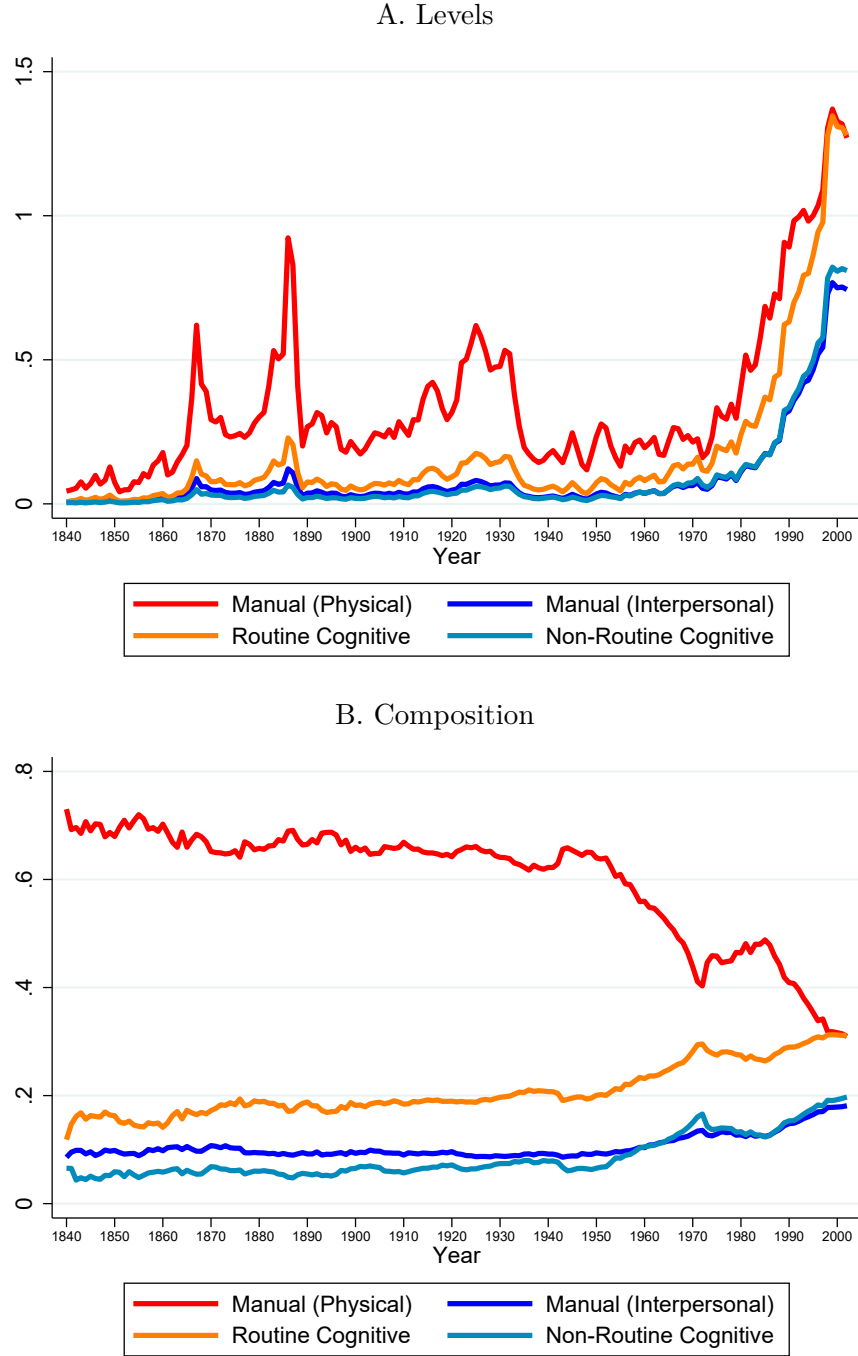 A. Levels
1.5
1
.5
0
1840 1850 1860 1870 1880 1890 1900 1910 1920 1930 1940 1950 1960 1970 1980 1990 2000
Year
Manual (Physical) Manual (Interpersonal)
Routine Cognitive Non-Routine Cognitive
B. Composition
.8
.6
.4
.2
0
1840 1850 1860 1870 1880 1890 1900 1910 1920 1930 1940 1950 1960 1970 1980 1990 2000
Year
Manual (Physical) Manual (Interpersonal)
Routine Cognitive Non-Routine Cognitive